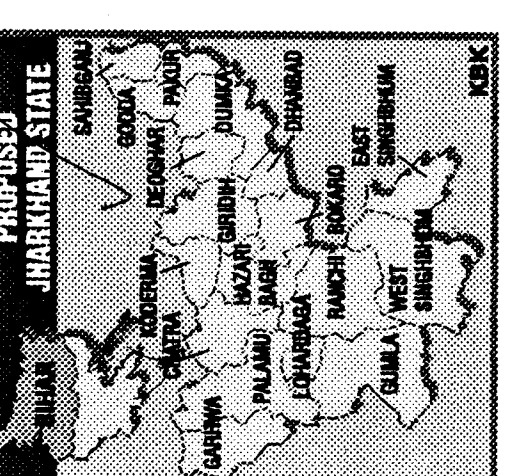 PROPOSED
JHARKHAND STATE
BIHAR
SAHIBGANJ
GODDA
PAKUR
DEOGHAR
DUMKA
DHANBAD
KODERMA
GIRIDIH
CHATRA
HAZARI
BAGH
BOKARO
EAST
SINGHBHUM
GARHWA
PALAMU
LOHARDAGA
RANCHI
WEST
SINGHBHUM
GUMLA
KBK